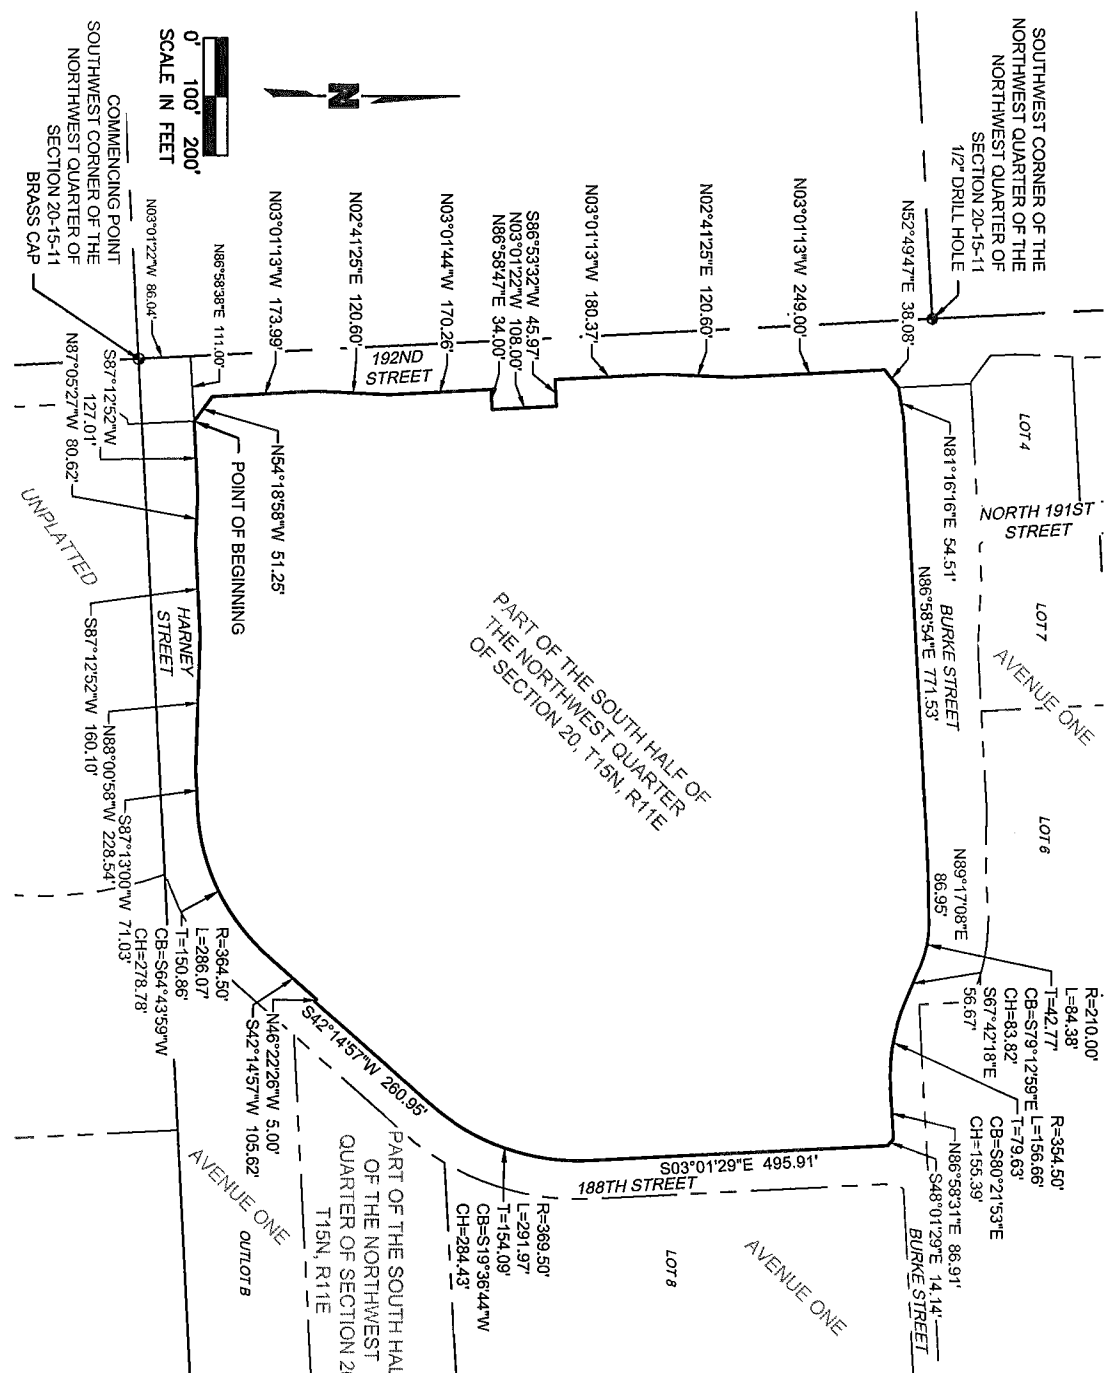 SOUTHWEST CORNER OF THE
NORTHWEST QUARTER OF THE
NORTHWEST QUARTER OF
SECTION 20-15-11
1/2" DRILL HOLE
N
0' 100' 200'
SCALE IN FEET
COMMENCING POINT
SOUTHWEST CORNER OF THE
NORTHWEST QUARTER OF
SECTION 20-15-11
BRASS CAP
N03°01'22"W 86.04'
N86°58'38"E 111.00'
N03°01'13"W 173.99'
N02°41'25"E 120.60'
N03°01'44"W 170.26'
N86°58'47"E 34.00'
N03°01'22"W 108.00'
S86°53'32"W 45.97'
N03°01'13"W 180.37'
N02°41'25"E 120.60'
N03°01'13"W 249.00'
N52°49'47"E 38.08'
192ND
STREET
LOT 4
NORTH 191ST
STREET
LOT 7
AVENUE ONE
LOT 6
N81°16'16"E 54.51'
BURKE STREET
N86°58'54"E 771.53'
N89°17'08"E
86.95'
R=210.00'
L=84.38'
T=42.77'
CB=S79°12'59"E
CH=83.82'
S67°42'18"E
56.67'
R=354.50'
L=156.66'
T=79.63'
CB=S80°21'53"E
CH=155.39'
N86°58'31"E 86.91'
S48°01'29"E 14.14'
BURKE STREET
PART OF THE SOUTH HALF OF
THE NORTHWEST QUARTER
OF SECTION 20, T15N, R11E
S03°01'29"E 495.91'
188TH STREET
LOT 8
AVENUE ONE
R=369.50'
L=291.97'
T=154.09'
CB=S19°36'44"W
CH=284.43'
S42°14'57"W 260.95'
N46°22'26"W 5.00'
S42°14'57"W 105.62'
PART OF THE SOUTH HAL
OF THE NORTHWEST
QUARTER OF SECTION 2
T15N, R11E
OUTLOT B
AVENUE ONE
R=364.50'
L=286.07'
T=150.86'
CB=S64°43'59"W
CH=278.78'
S87°13'00"W 71.03'
N88°00'58"W 228.54'
S87°12'52"W 160.10'
N87°05'27"W 80.62'
S87°12'52"W
127.01'
HARNEY
STREET
UNPLATTED
N54°18'58"W 51.25'
POINT OF BEGINNING